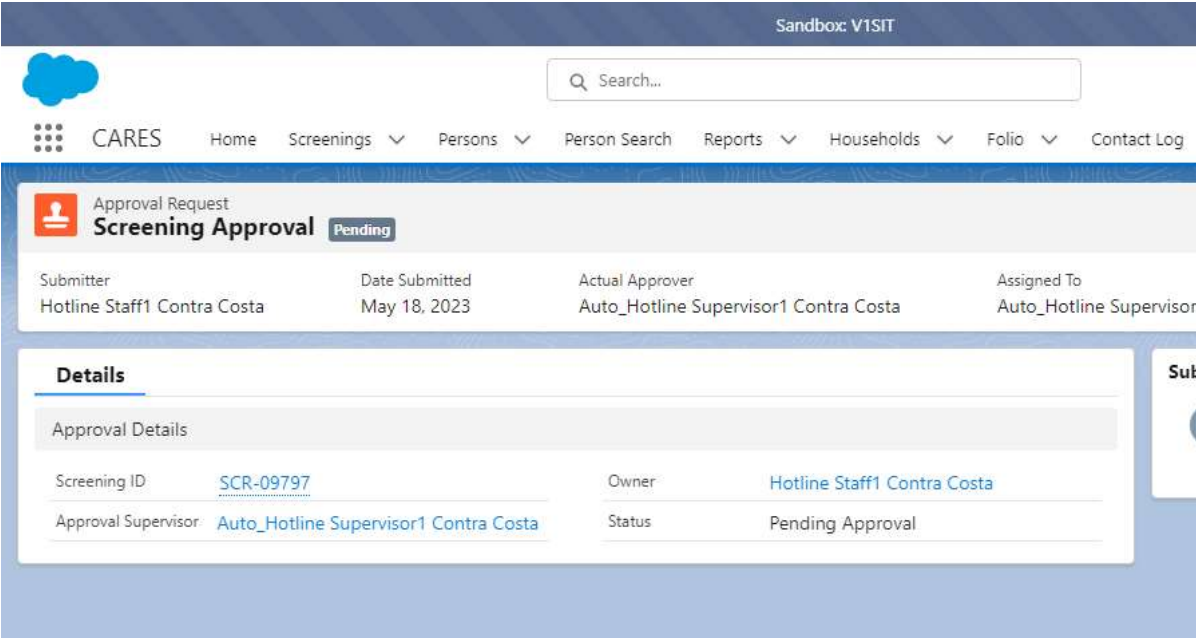 Sandbox: V1SIT
Search...
CARES Home Screenings Persons Person Search Reports Households Folio Contact Log
Approval Request
Screening Approval Pending
Submitter Date Submitted Actual Approver Assigned To
Hotline Staff1 Contra Costa May 18, 2023 Auto_Hotline Supervisor1 Contra Costa Auto_Hotline Supervisor
Details
Sub
Approval Details
Screening ID SCR-09797 Owner Hotline Staff1 Contra Costa
Approval Supervisor Auto_Hotline Supervisor1 Contra Costa Status Pending Approval